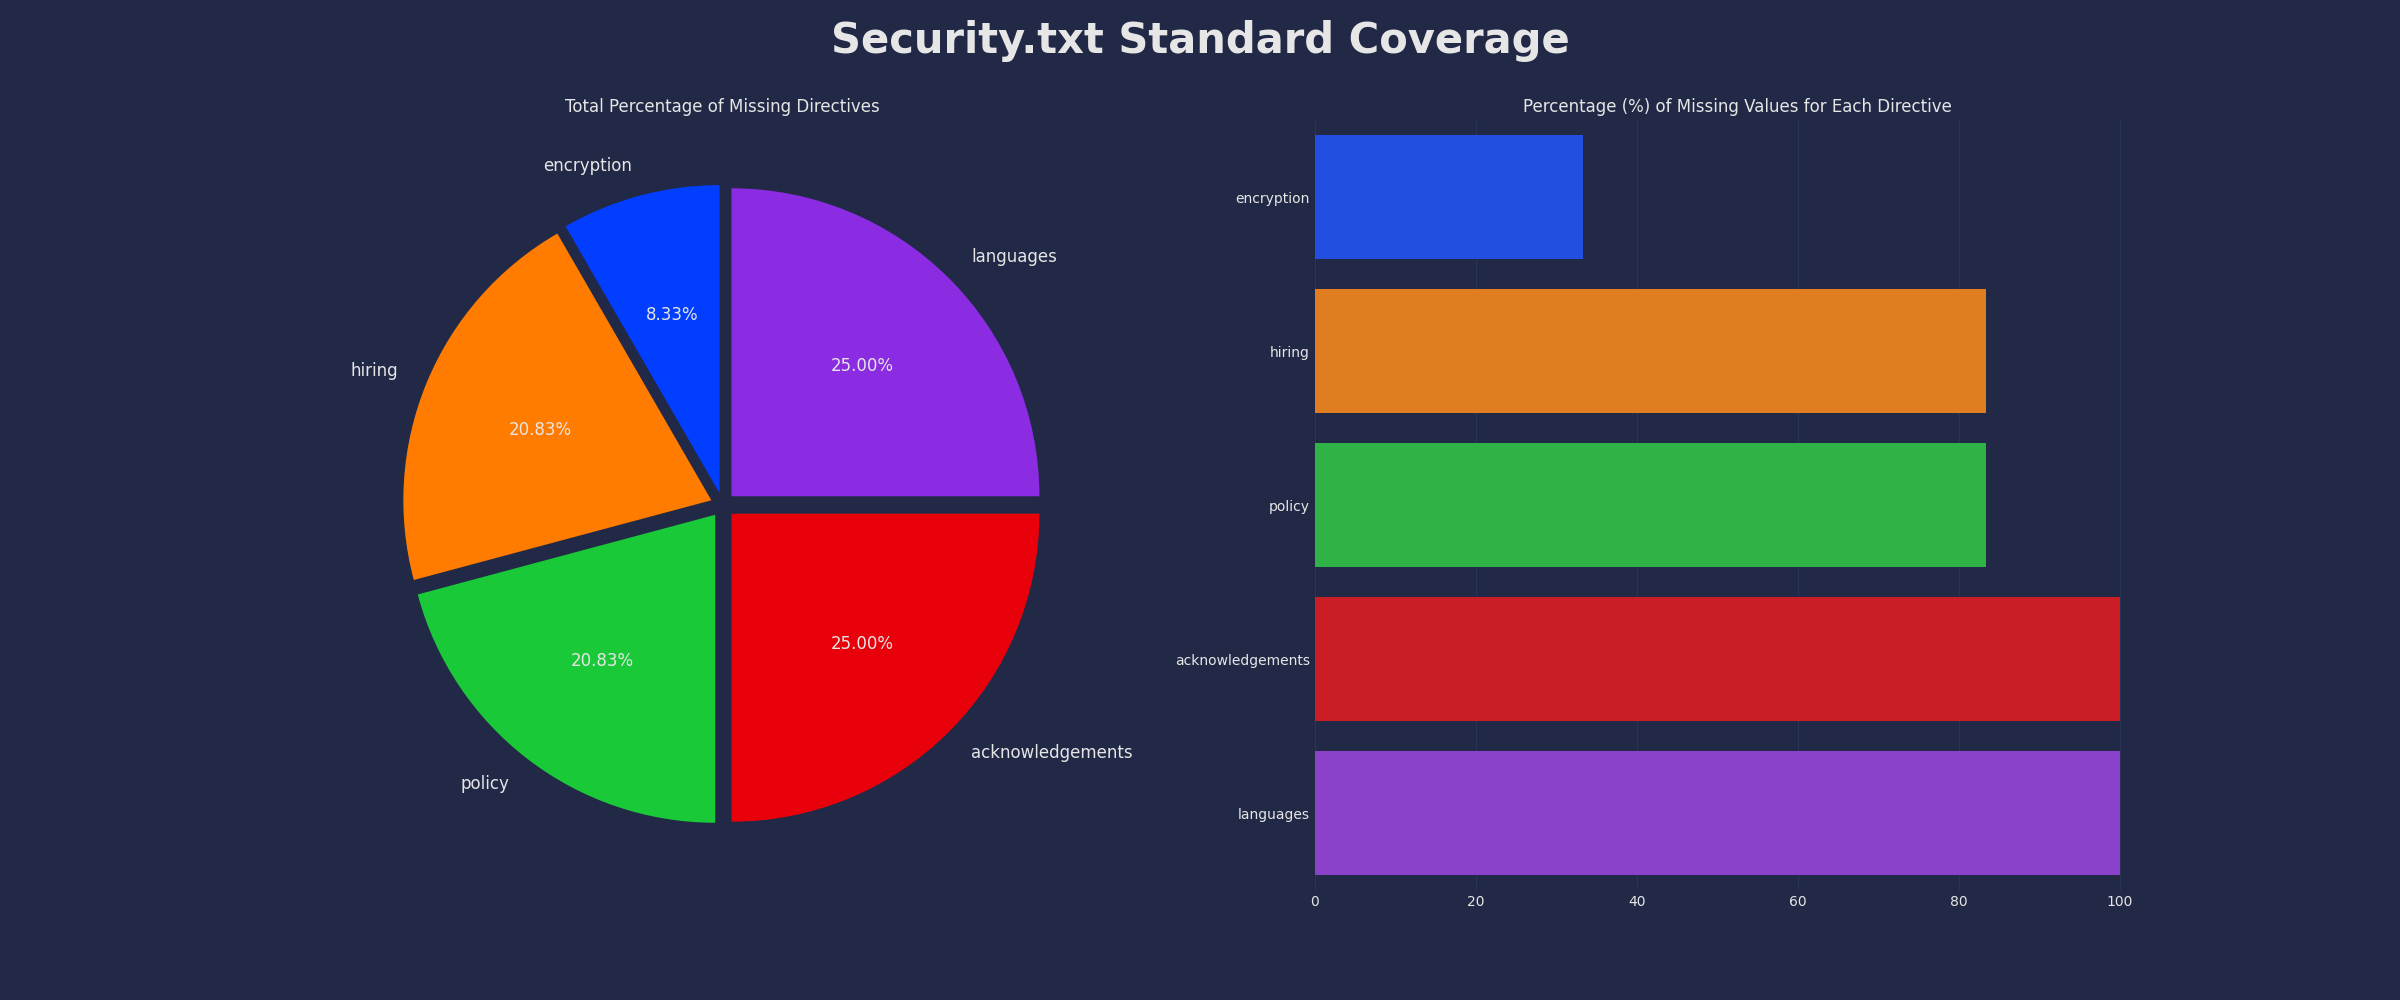 Security.txt Standard Coverage
Total Percentage of Missing Directives
encryption
languages
8.33%
25.00%
hiring
20.83%
20.83%
25.00%
acknowledgements
policy
Percentage (%) of Missing Values for Each Directive
encryption
hiring
policy
acknowledgements
languages
0 20 40 60 80 100